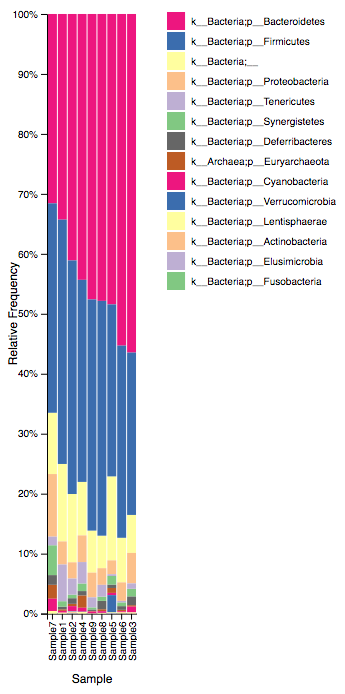 100%
90%
80%
70%
60%
50%
40%
30%
20%
10%
0%
Relative Frequency
Sample7
Sample1
Sample2
Sample4
Sample9
Sample8
Sample5
Sample6
Sample3
Sample
k__Bacteria;p__Bacteroidetes
k__Bacteria;p__Firmicutes
k__Bacteria;__
k__Bacteria;p__Proteobacteria
k__Bacteria;p__Tenericutes
k__Bacteria;p__Synergistetes
k__Bacteria;p__Deferribacteres
k__Archaea;p__Euryarchaeota
k__Bacteria;p__Cyanobacteria
k__Bacteria;p__Verrucomicrobia
k__Bacteria;p__Lentisphaerae
k__Bacteria;p__Actinobacteria
k__Bacteria;p__Elusimicrobia
k__Bacteria;p__Fusobacteria